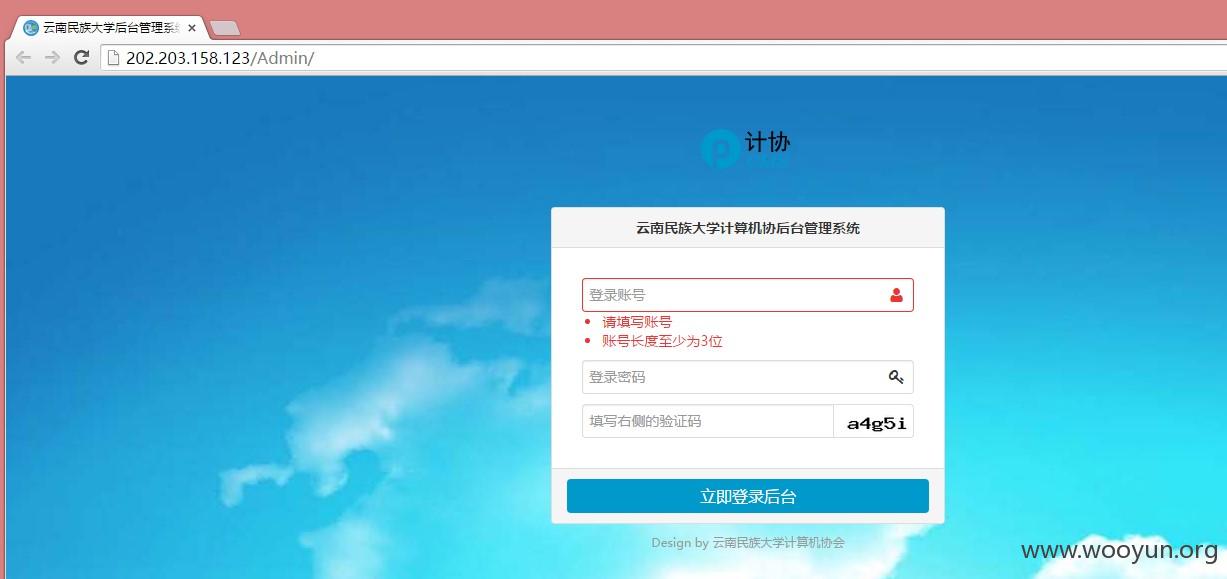 云南民族大学后台管理系统
202.203.158.123/Admin/
计协
云南民族大学计算机协后台管理系统
登录账号
请填写账号
账号长度至少为3位
登录密码
填写右侧的验证码
a4g5i
立即登录后台
Design by 云南民族大学计算机协会
www.wooyun.org